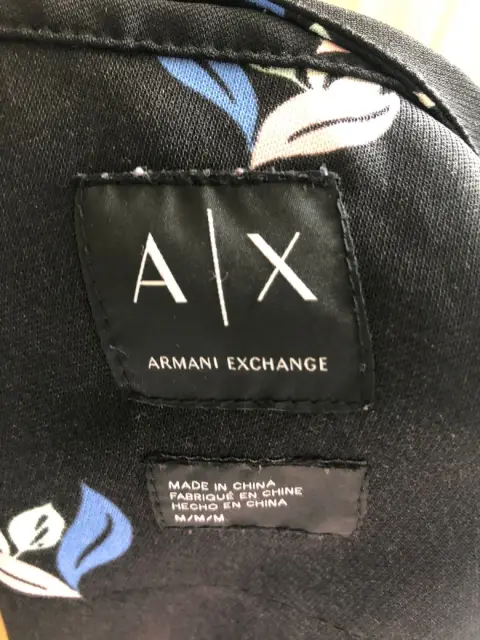 A|X
ARMANI EXCHANGE
MADE IN CHINA
FABRIQUÉ EN CHINE
HECHO EN CHINA
M/M/M